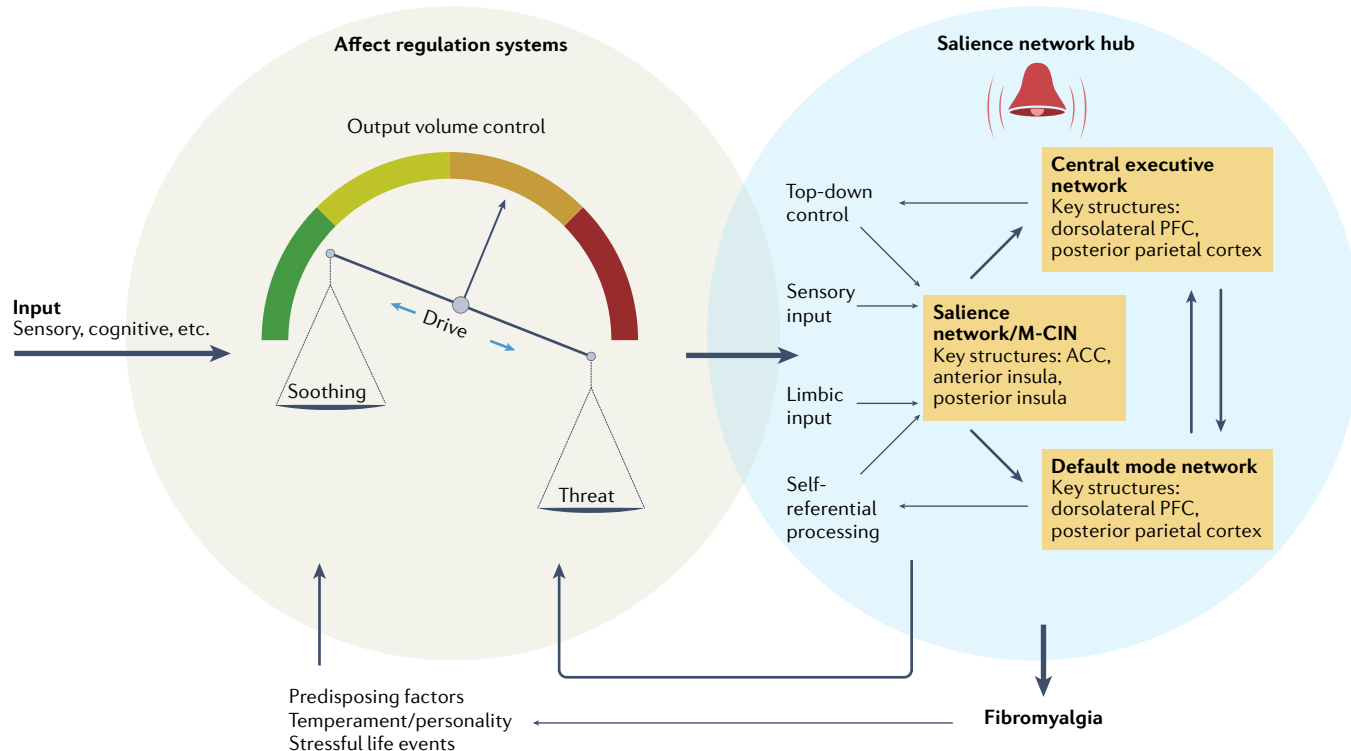 Affect regulation systems
Output volume control
Input
Sensory, cognitive, etc.
Drive
Soothing
Threat
Predisposing factors
Temperament/personality
Stressful life events
Salience network hub
Top-down
control
Sensory
input
Limbic
input
Self-
referential
processing
Central executive
network
Key structures:
dorsolateral PFC,
posterior parietal cortex
Salience
network/M-CIN
Key structures: ACC,
anterior insula,
posterior insula
Default mode network
Key structures:
dorsolateral PFC,
posterior parietal cortex
Fibromyalgia